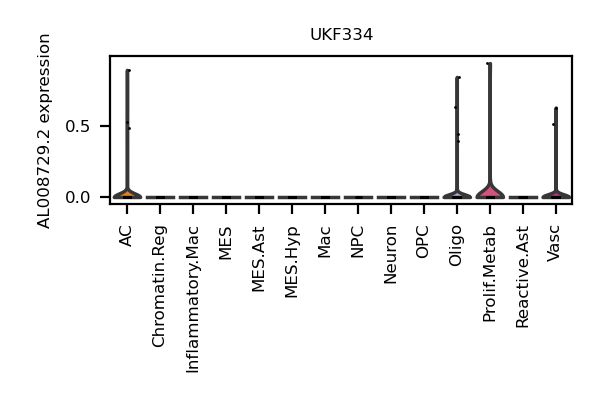 UKF334
AL008729.2 expression
0.5
0.0
AC
Chromatin.Reg
Inflammatory.Mac
MES
MES.Ast
MES.Hyp
Mac
NPC
Neuron
OPC
Oligo
Prolif.Metab
Reactive.Ast
Vasc